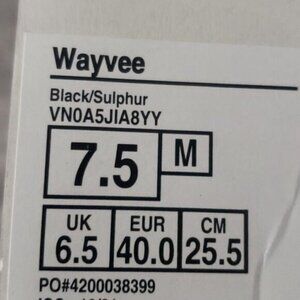 Wayvee
Black/Sulphur
VN0A5JIA8YY
7.5 M
UK EUR CM
6.5 40.0 25.5
PO#4200038399